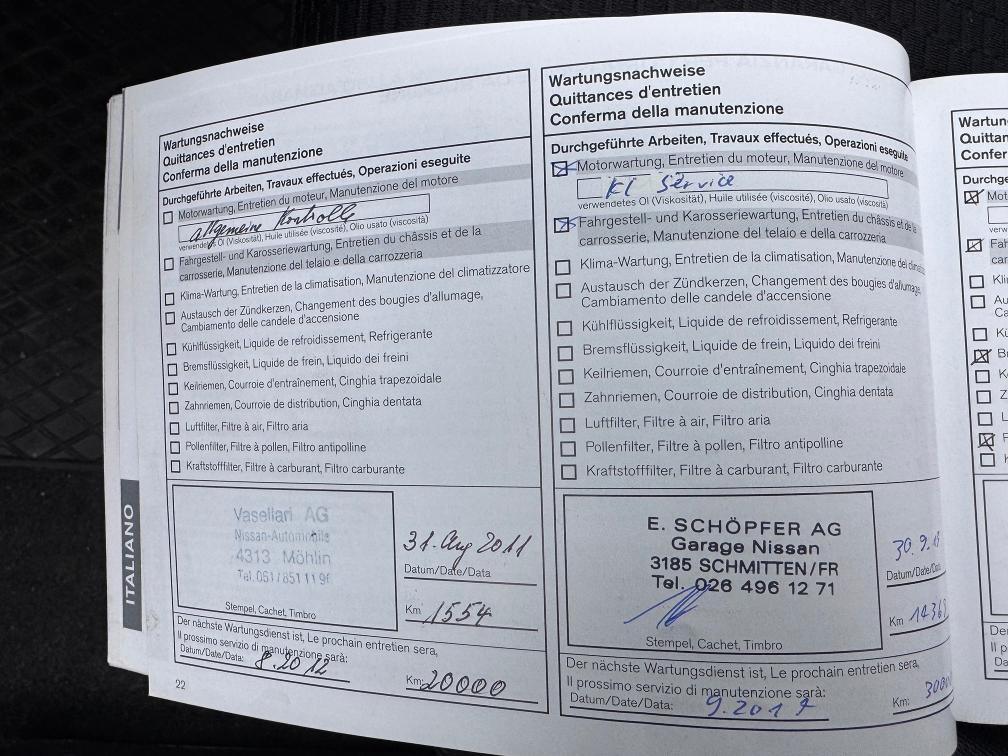 Wartungsnachweise
Quittances d'entretien
Conferma della manutenzione
Durchgeführte Arbeiten, Travaux effectués, Operazioni eseguite
Motorwartung, Entretien du moteur, Manutenzione del motore
allgemeine Kontrolle
verwendetes Öl (Viskosität), Huile utilisée (viscosité), Olio usato (viscosità)
Fahrgestell- und Karosseriewartung, Entretien du châssis et de la
carrosserie, Manutenzione del telaio e della carrozzeria
Klima-Wartung, Entretien de la climatisation, Manutenzione del climatizzatore
Austausch der Zündkerzen, Changement des bougies d'allumage,
Cambiamento delle candele d'accensione
Kühlflüssigkeit, Liquide de refroidissement, Refrigerante
Bremsflüssigkeit, Liquide de frein, Liquido dei freini
Keilriemen, Courroie d'entraînement, Cinghia trapezoidale
Zahnriemen, Courroie de distribution, Cinghia dentata
Luftfilter, Filtre à air, Filtro aria
Pollenfilter, Filtre à pollen, Filtro antipolline
Kraftstofffilter, Filtre à carburant, Filtro carburante
Vaseliari AG
Nissan-Automobile
4313 Möhlin
Tel. 061/851 11 96
Stempel, Cachet, Timbro
31. Aug 2011
Datum/Date/Data
Km 1554
Der nächste Wartungsdienst ist, Le prochain entretien sera,
Il prossimo servizio di manutenzione sarà:
Datum/Date/Data: 8.2012
Km: 20000
22
ITALIANO
Wartungsnachweise
Quittances d'entretien
Conferma della manutenzione
Durchgeführte Arbeiten, Travaux effectués, Operazioni eseguite
Motorwartung, Entretien du moteur, Manutenzione del motore
Kl Service
verwendetes Öl (Viskosität), Huile utilisée (viscosité), Olio usato (viscosità)
Fahrgestell- und Karosseriewartung, Entretien du châssis et de la
carrosserie, Manutenzione del telaio e della carrozzeria
Klima-Wartung, Entretien de la climatisation, Manutenzione del climatizzatore
Austausch der Zündkerzen, Changement des bougies d'allumage,
Cambiamento delle candele d'accensione
Kühlflüssigkeit, Liquide de refroidissement, Refrigerante
Bremsflüssigkeit, Liquide de frein, Liquido dei freini
Keilriemen, Courroie d'entraînement, Cinghia trapezoidale
Zahnriemen, Courroie de distribution, Cinghia dentata
Luftfilter, Filtre à air, Filtro aria
Pollenfilter, Filtre à pollen, Filtro antipolline
Kraftstofffilter, Filtre à carburant, Filtro carburante
E. SCHÖPFER AG
Garage Nissan
3185 SCHMITTEN/FR
Tel. 026 496 12 71
Stempel, Cachet, Timbro
30.9.
Datum/Date/Data
Km
Der nächste Wartungsdienst ist, Le prochain entretien sera,
Il prossimo servizio di manutenzione sarà:
Datum/Date/Data:
Km: